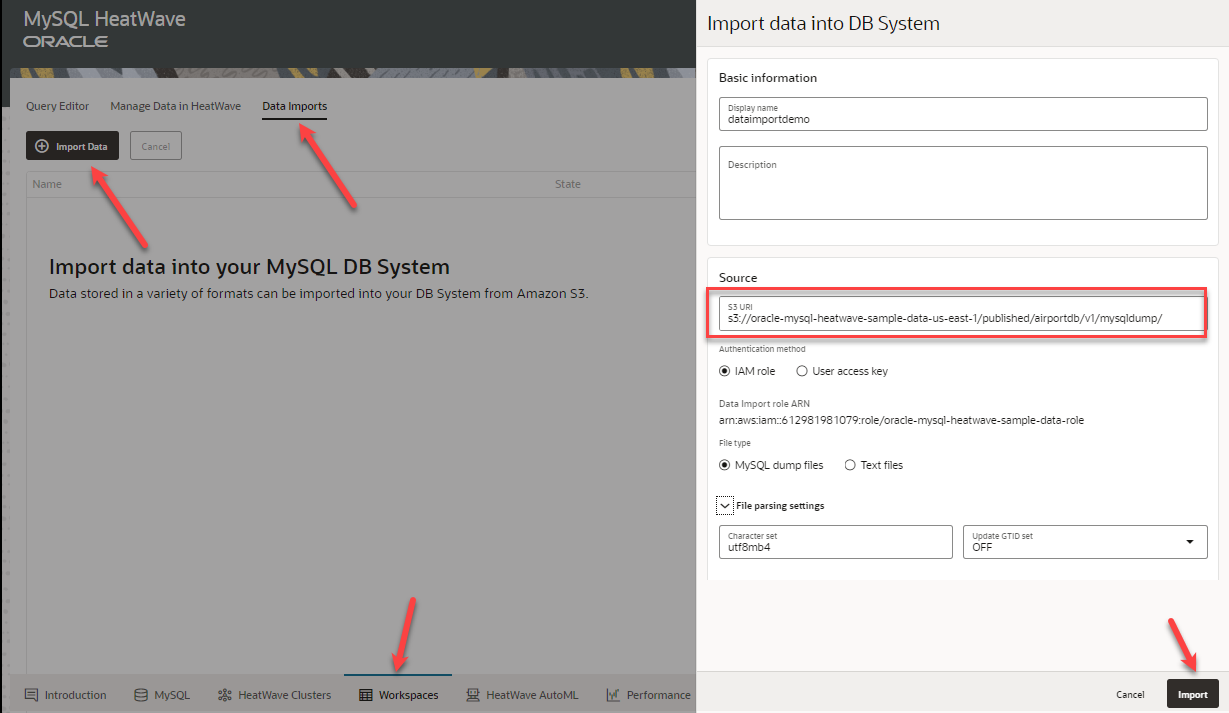 MySQL HeatWave
ORACLE
Query Editor Manage Data in HeatWave Data Imports
Import Data Cancel
Name State
Import data into your MySQL DB System
Data stored in a variety of formats can be imported into your DB System from Amazon S3.
Introduction MySQL HeatWave Clusters Workspaces HeatWave AutoML Performance
Import data into DB System
Basic information
Display name
dataimportdemo
Description
Source
S3 URI
s3://oracle-mysql-heatwave-sample-data-us-east-1/published/airportdb/v1/mysqldump/
Authentication method
IAM role User access key
Data Import role ARN
arn:aws:iam::612981981079:role/oracle-mysql-heatwave-sample-data-role
File type
MySQL dump files Text files
File parsing settings
Character set Update GTID set
utf8mb4 OFF
Cancel Import